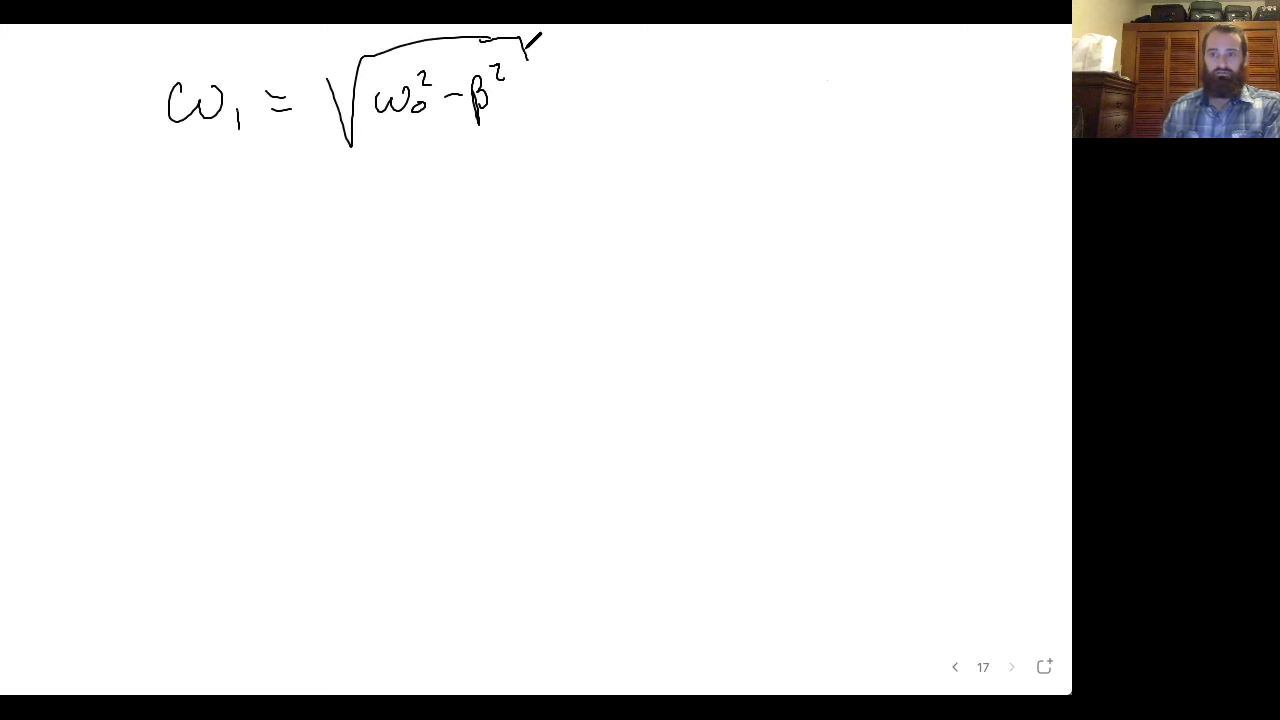 ω₁ = √(ω₀² - β²)
17